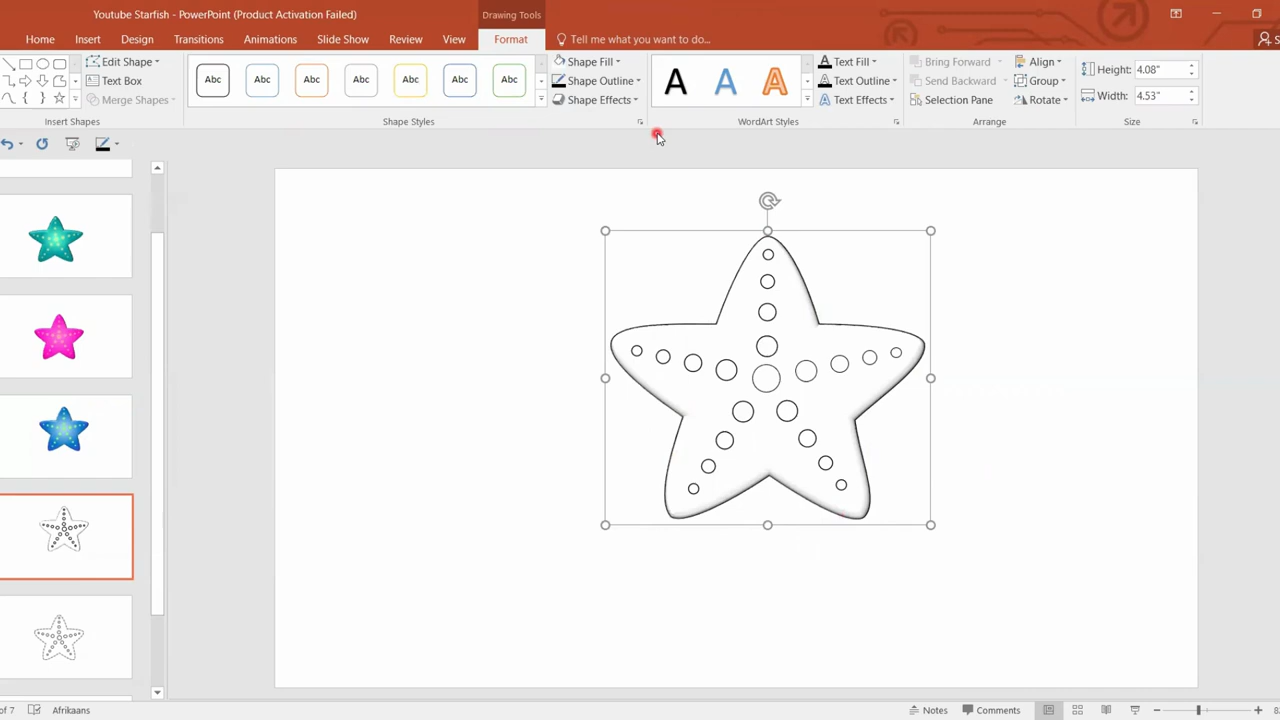 Youtube Starfish - PowerPoint (Product Activation Failed)
Drawing Tools
Home Insert Design Transitions Animations Slide Show Review View Format Tell me what you want to do...
Edit Shape
Text Box
Merge Shapes
Insert Shapes
Abc Abc Abc Abc Abc Abc Abc
Shape Fill
Shape Outline
Shape Effects
Shape Styles
A A A
Text Fill
Text Outline
Text Effects
WordArt Styles
Bring Forward
Send Backward
Selection Pane
Align
Group
Rotate
Arrange
Height: 4.08"
Width: 4.53"
Size
of 7 Afrikaans
Notes Comments